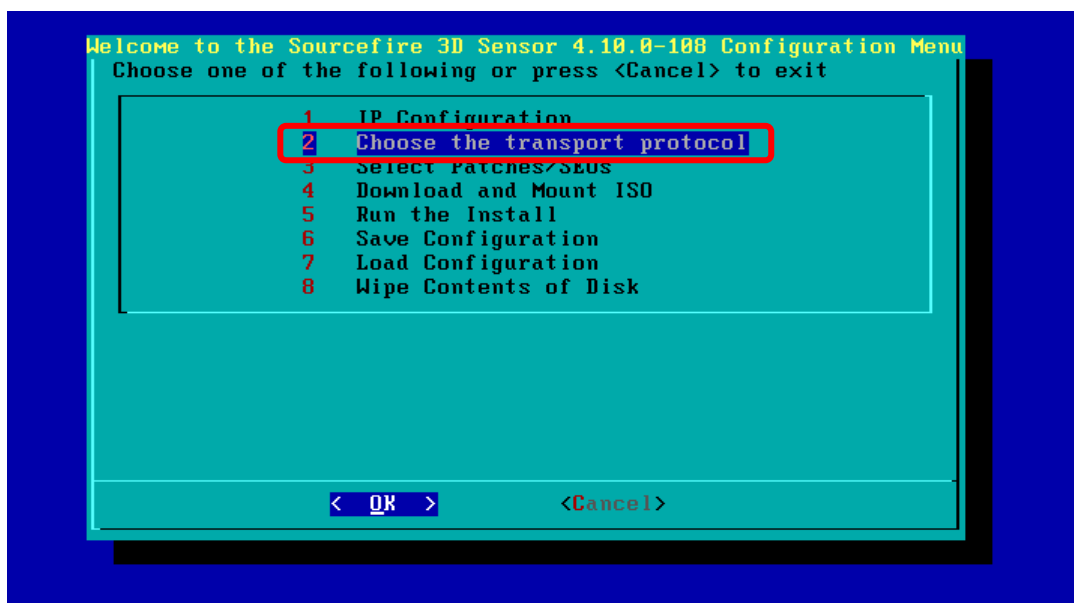 Welcome to the Sourcefire 3D Sensor 4.10.0-108 Configuration Menu
Choose one of the following or press <Cancel> to exit
1 IP Configuration
2 Choose the transport protocol
3 Select Patches/SEUs
4 Download and Mount ISO
5 Run the Install
6 Save Configuration
7 Load Configuration
8 Wipe Contents of Disk
< OK > <Cancel>